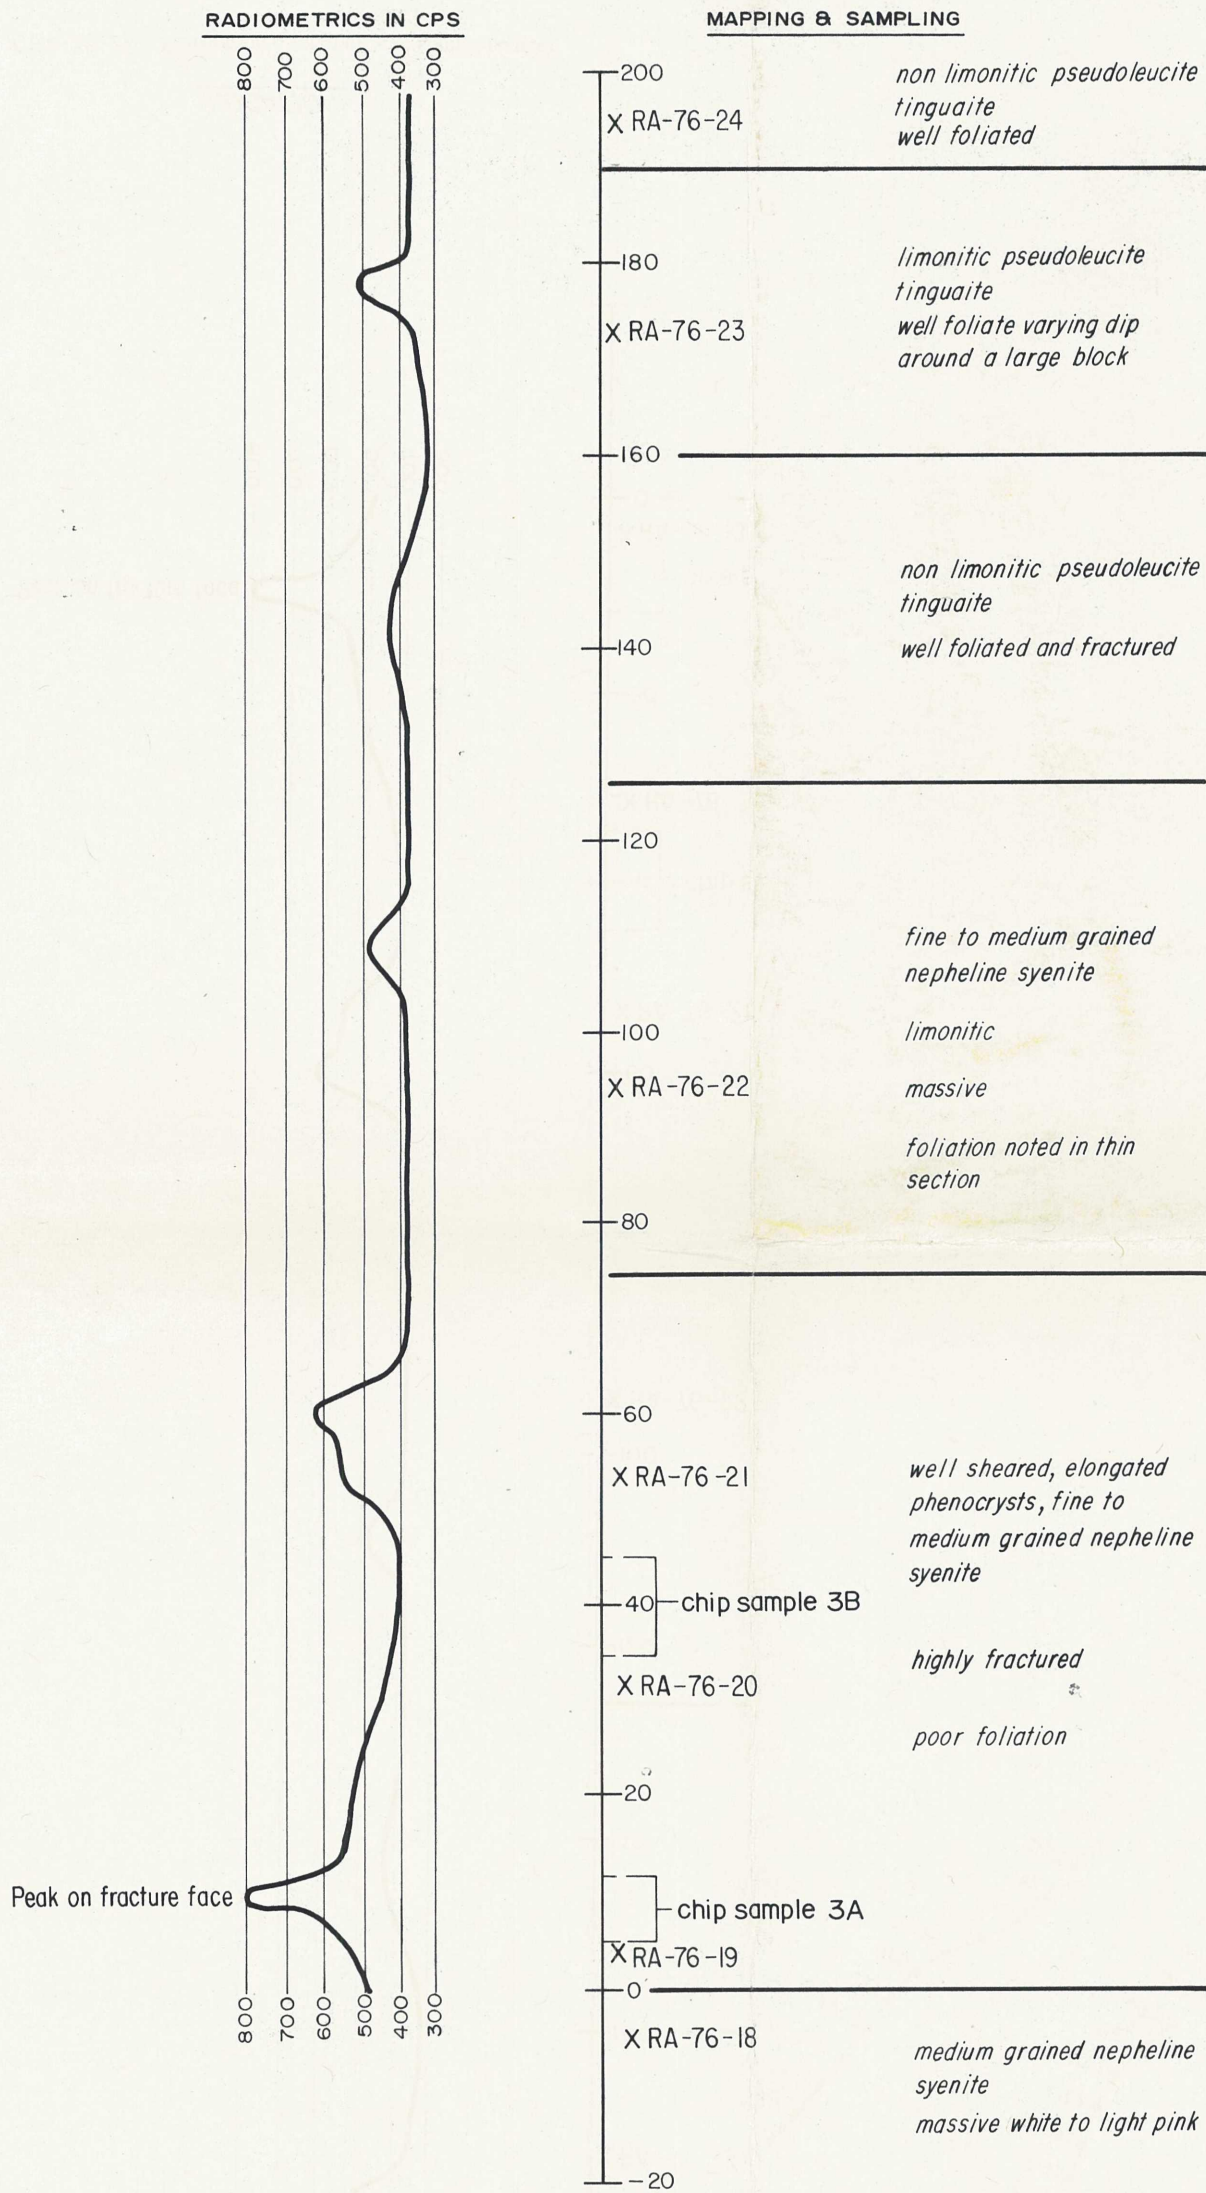 RADIOMETRICS IN CPS
800 700 600 500 400 300
Peak on fracture face
800 700 600 500 400 300
MAPPING & SAMPLING
200
non limonitic pseudoleucite
tinguaite
X RA-76-24
well foliated
180
limonitic pseudoleucite
tinguaite
X RA-76-23
well foliate varying dip
around a large block
160
non limonitic pseudoleucite
tinguaite
140
well foliated and fractured
120
fine to medium grained
nepheline syenite
100
limonitic
X RA-76-22
massive
foliation noted in thin
section
80
60
X RA-76-21
well sheared, elongated
phenocrysts, fine to
medium grained nepheline
syenite
40
chip sample 3B
X RA-76-20
highly fractured
poor foliation
20
chip sample 3A
X RA-76-19
0
X RA-76-18
medium grained nepheline
syenite
massive white to light pink
-20